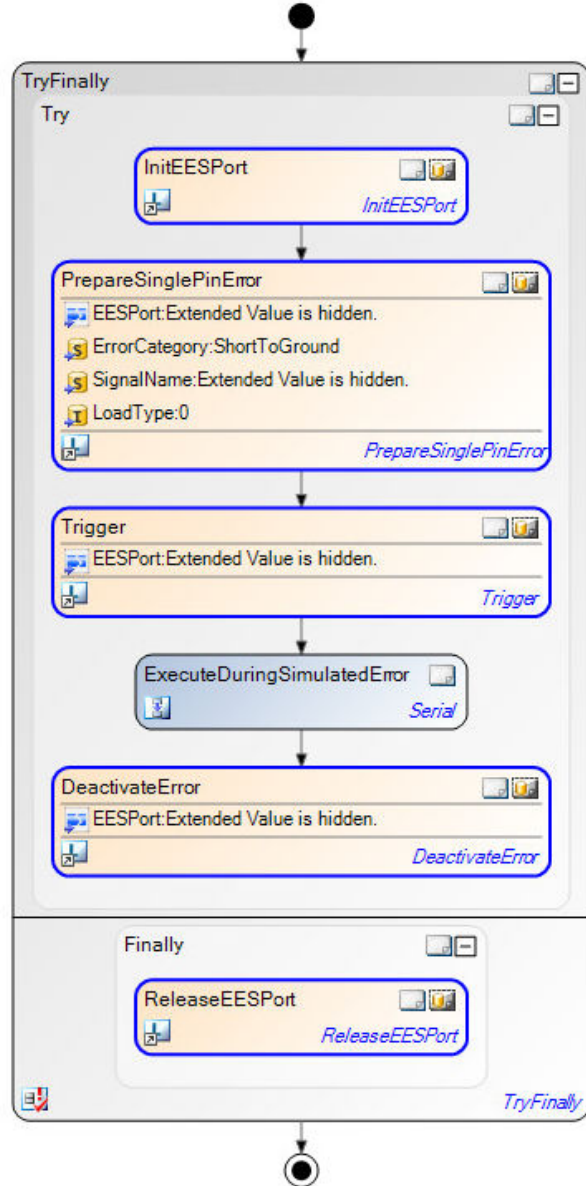 TryFinally
Try
InitEESPort
InitEESPort
PrepareSinglePinError
EESPort:Extended Value is hidden.
ErrorCategory:ShortToGround
SignalName:Extended Value is hidden.
LoadType:0
PrepareSinglePinError
Trigger
EESPort:Extended Value is hidden.
Trigger
ExecuteDuringSimulatedError
Serial
DeactivateError
EESPort:Extended Value is hidden.
DeactivateError
Finally
ReleaseEESPort
ReleaseEESPort
TryFinally